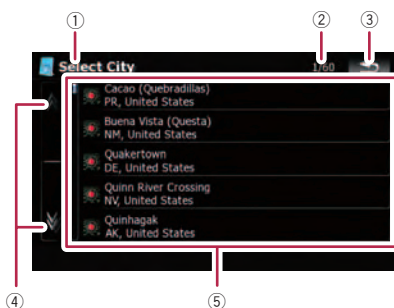 ① ② ③
Select City 1/60
Cacao (Quebradillas)
PR, United States
Buena Vista (Questa)
NM, United States
Quakertown
DE, United States
Quinn River Crossing
NV, United States
Quinhagak
AK, United States
④ ⑤